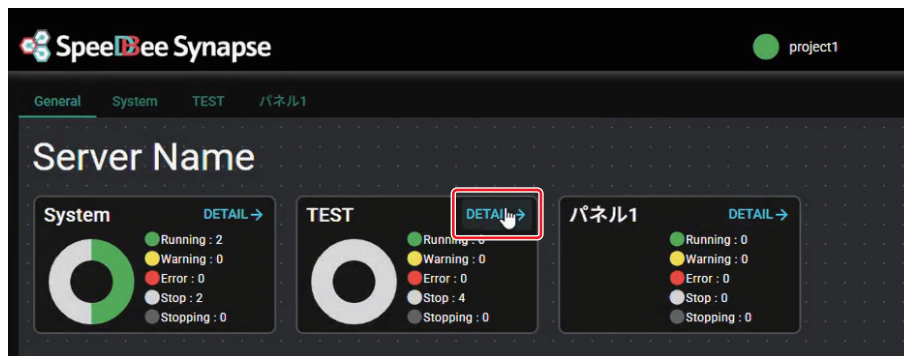 SpeeDBee Synapse
project1
General System TEST パネル1
Server Name
System DETAIL→
Running : 2
Warning : 0
Error : 0
Stop : 2
Stopping : 0
TEST DETAIL→
Running : 0
Warning : 0
Error : 0
Stop : 4
Stopping : 0
パネル1 DETAIL→
Running : 0
Warning : 0
Error : 0
Stop : 0
Stopping : 0